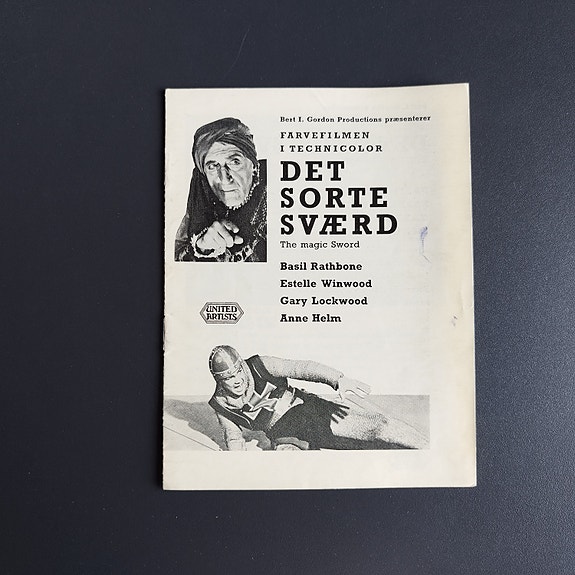 Bert I. Gordon Productions præsenterer
FARVEFILMEN
I TECHNICOLOR
DET
SORTE
SVÆRD
The magic Sword
Basil Rathbone
Estelle Winwood
Gary Lockwood
Anne Helm
UNITED
ARTISTS